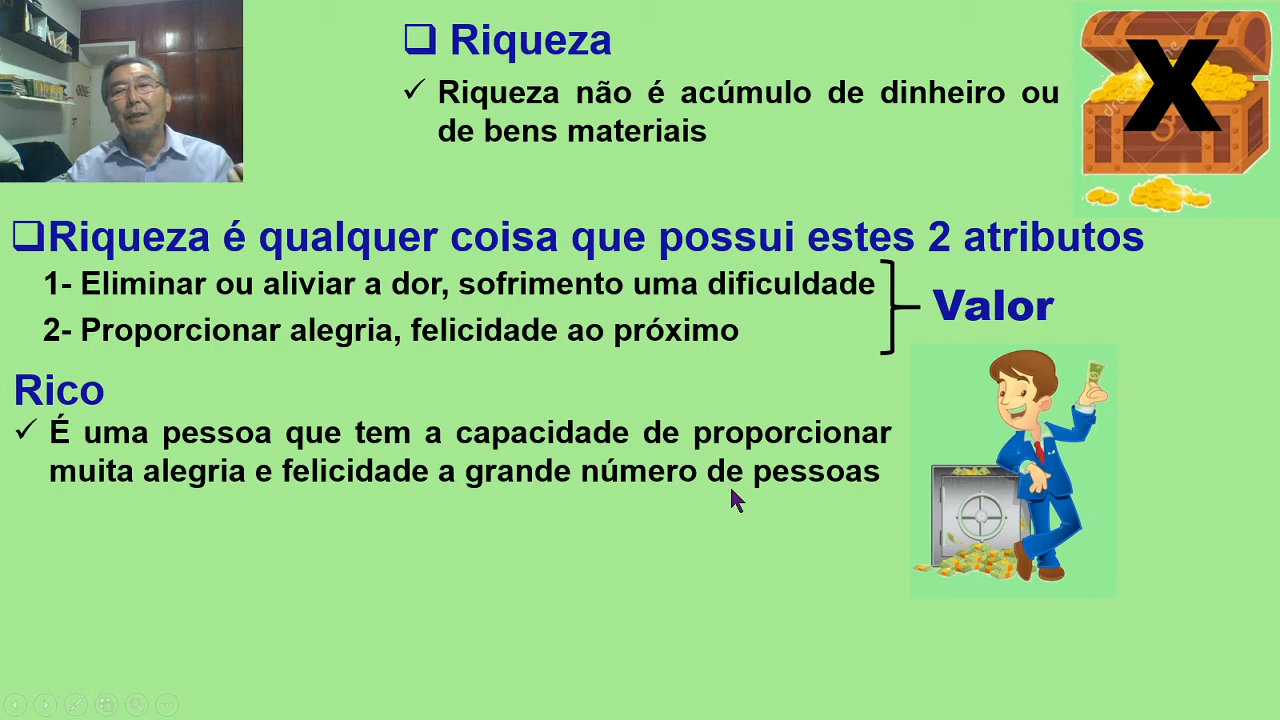 Riqueza
Riqueza não é acúmulo de dinheiro ou
de bens materiais
X
Riqueza é qualquer coisa que possui estes 2 atributos
1- Eliminar ou aliviar a dor, sofrimento uma dificuldade
2- Proporcionar alegria, felicidade ao próximo
Valor
Rico
É uma pessoa que tem a capacidade de proporcionar
muita alegria e felicidade a grande número de pessoas